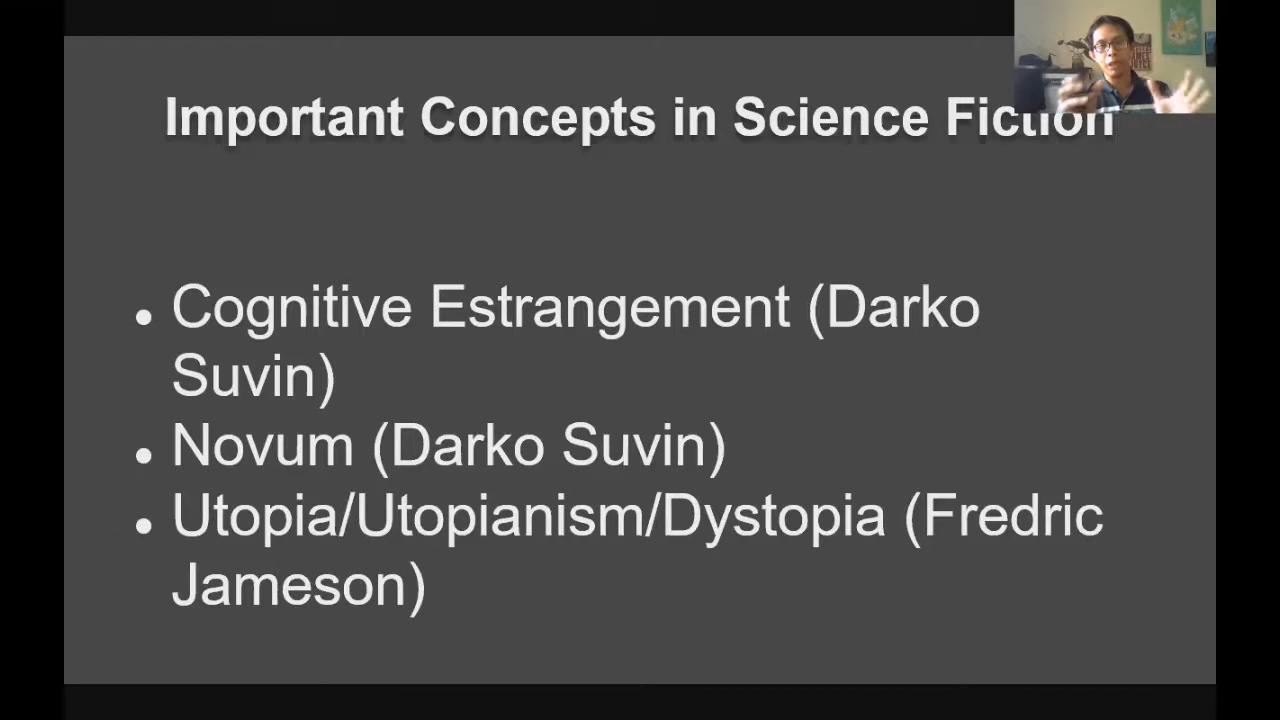 Important Concepts in Science Fiction
• Cognitive Estrangement (Darko
Suvin)
• Novum (Darko Suvin)
• Utopia/Utopianism/Dystopia (Fredric
Jameson)